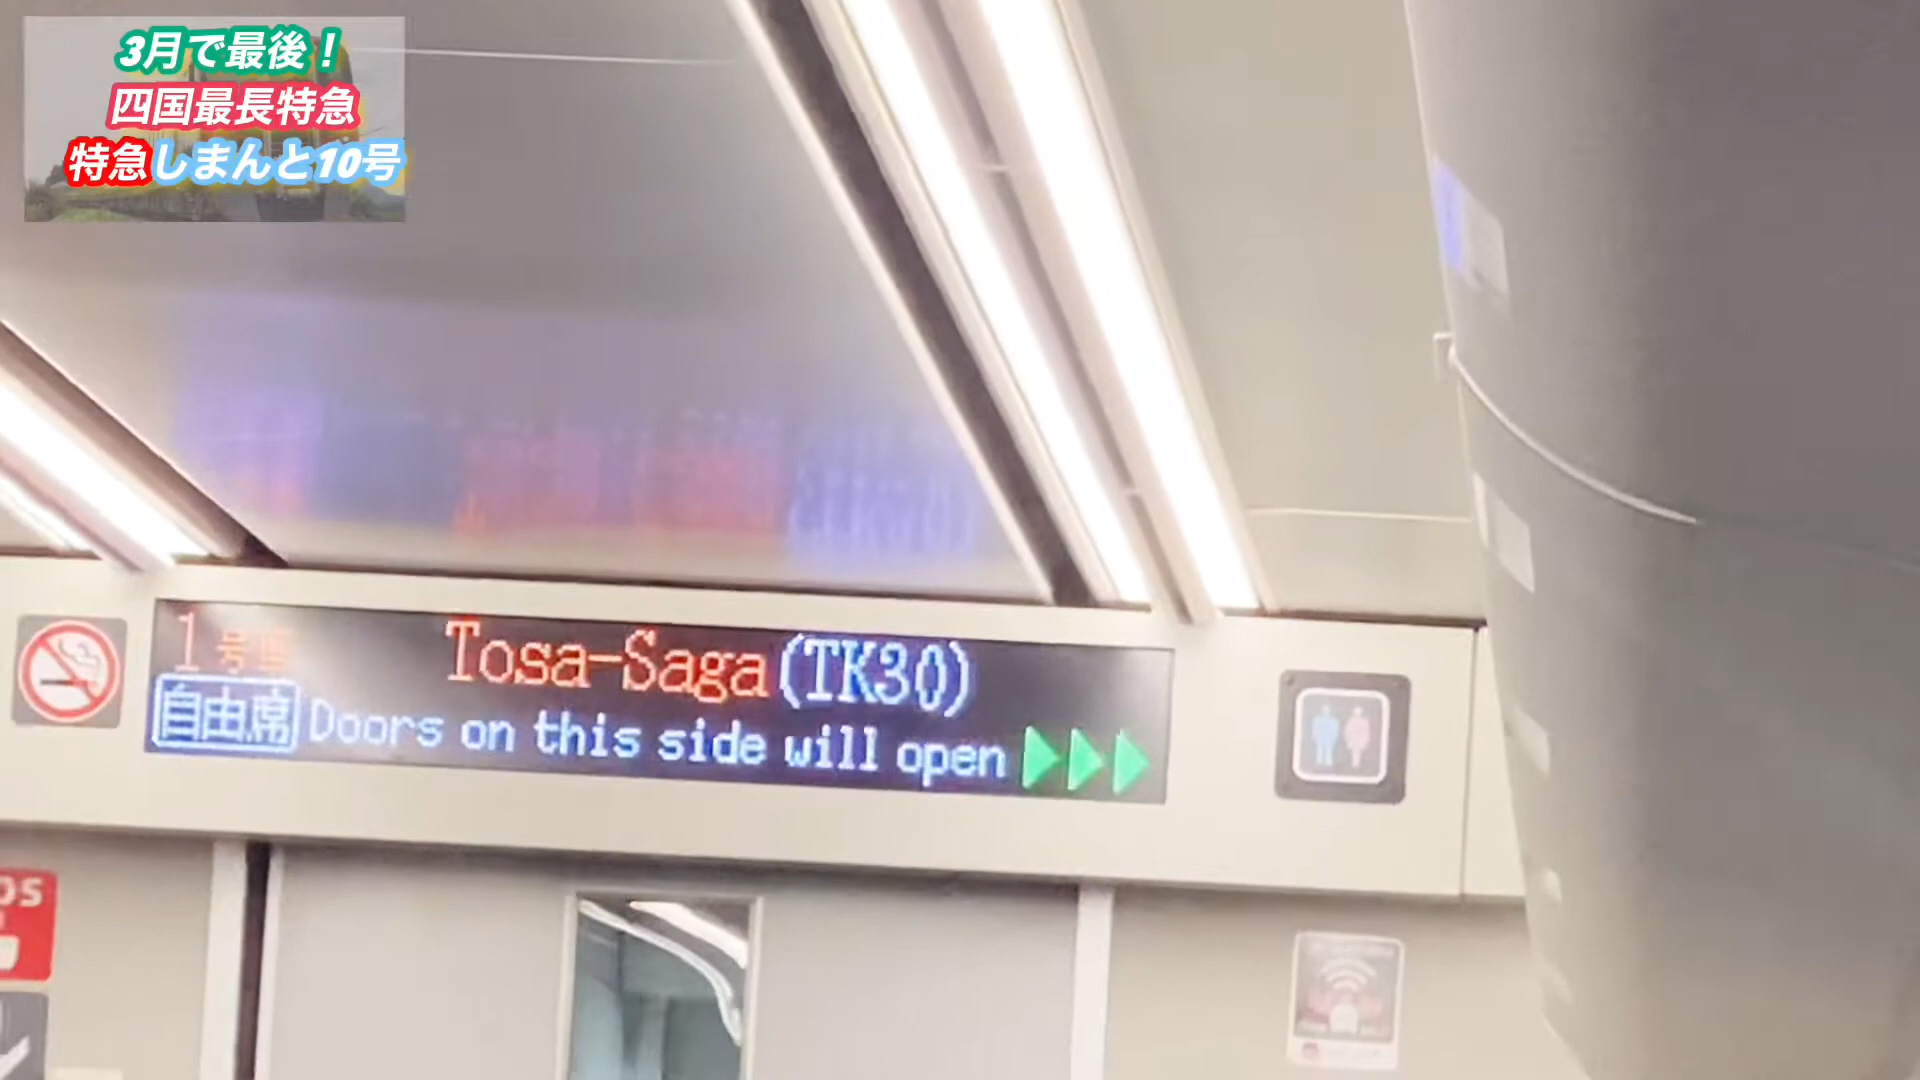 3月で最後！
四国最長特急
特急しまんと10号
1号車 Tosa-Saga(TK30)
自由席 Doors on this side will open
OS